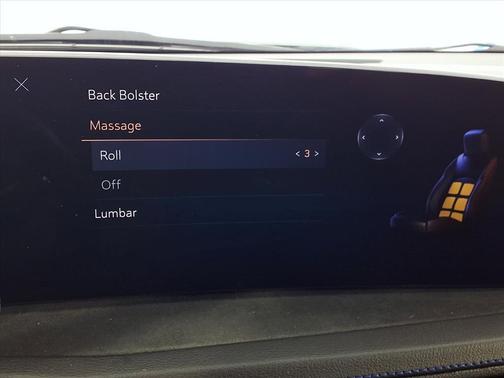 Back Bolster
Massage
Roll < 3 >
Off
Lumbar